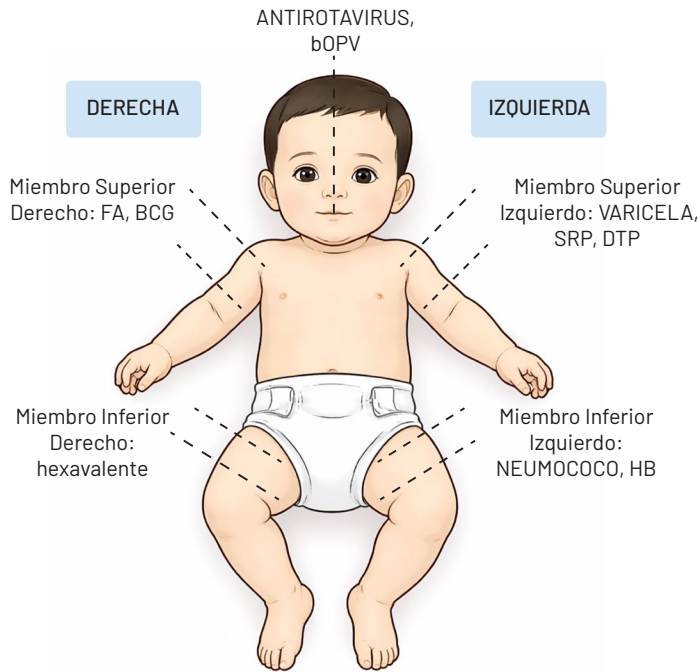 ANTIROTAVIRUS,
bOPV
DERECHA
IZQUIERDA
Miembro Superior
Derecho: FA, BCG
Miembro Superior
Izquierdo: VARICELA,
SRP, DTP
Miembro Inferior
Derecho:
hexavalente
Miembro Inferior
Izquierdo:
NEUMOCOCO, HB